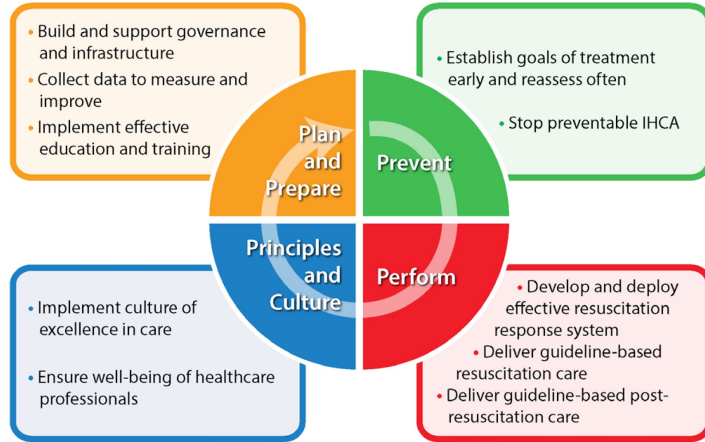 • Build and support governance
and infrastructure
• Collect data to measure and
improve
• Implement effective
education and training
Plan
and
Prepare
• Establish goals of treatment
early and reassess often
• Stop preventable IHCA
Prevent
Principles
and
Culture
• Implement culture of
excellence in care
• Ensure well-being of healthcare
professionals
Perform
• Develop and deploy
effective resuscitation
response system
• Deliver guideline-based
resuscitation care
• Deliver guideline-based post-
resuscitation care